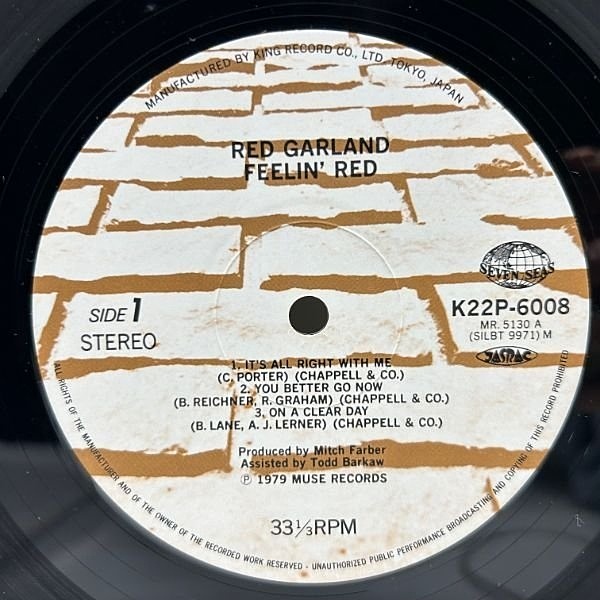 MANUFACTURED BY KING RECORD CO., LTD. TOKYO, JAPAN
RED GARLAND
FEELIN' RED
SEVEN SEAS
SIDE 1
STEREO
K22P-6008
MR. 5130 A
(SILBT 9971) M
JASRAC
1. IT'S ALL RIGHT WITH ME
(C. PORTER) (CHAPPELL & CO.)
2. YOU BETTER GO NOW
(B. REICHNER, R. GRAHAM) (CHAPPELL & CO.)
3. ON A CLEAR DAY
(B. LANE, A. J. LERNER) (CHAPPELL & CO.)
Produced by Mitch Farber
Assisted by Todd Barkaw
Ⓟ 1979 MUSE RECORDS
33 1/3 RPM
ALL RIGHTS OF THE MANUFACTURER AND OF THE OWNER OF THE RECORDED WORK RESERVED - UNAUTHORIZED PUBLIC PERFORMANCE BROADCASTING AND COPYING OF THIS RECORD PROHIBITED